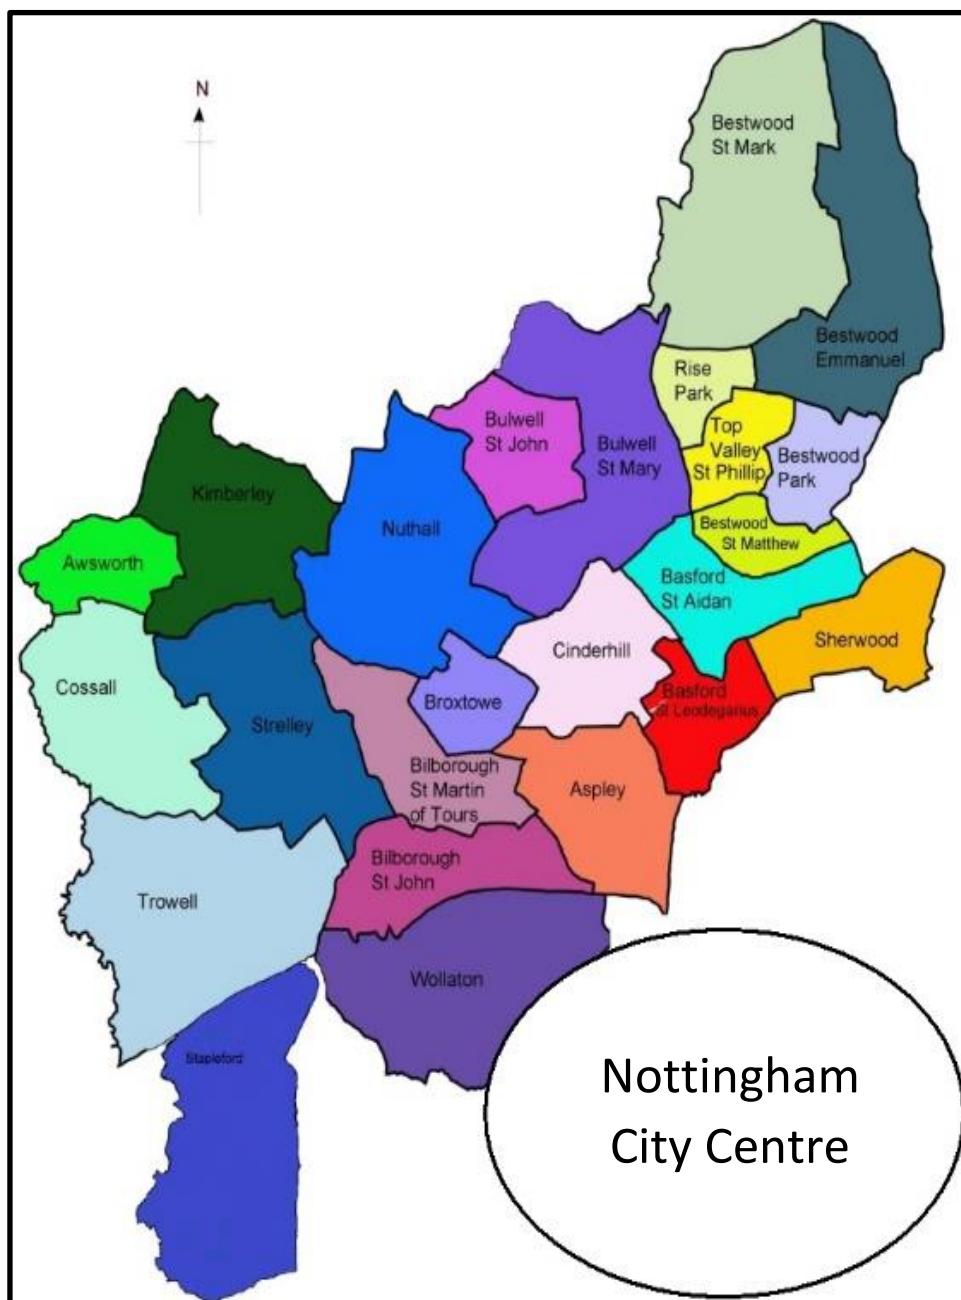 N
Bestwood
St Mark
Bestwood
Emmanuel
Rise
Park
Bulwell
St John
Bulwell
St Mary
Top
Valley
St Phillip
Bestwood
Park
Kimberley
Nuthall
Bestwood
St Matthew
Awsworth
Basford
St Aidan
Sherwood
Cinderhill
Cossall
Broxtowe
Basford
St Leodegarius
Strelley
Bilborough
St Martin
of Tours
Aspley
Bilborough
St John
Trowell
Wollaton
Stapleford
Nottingham
City Centre